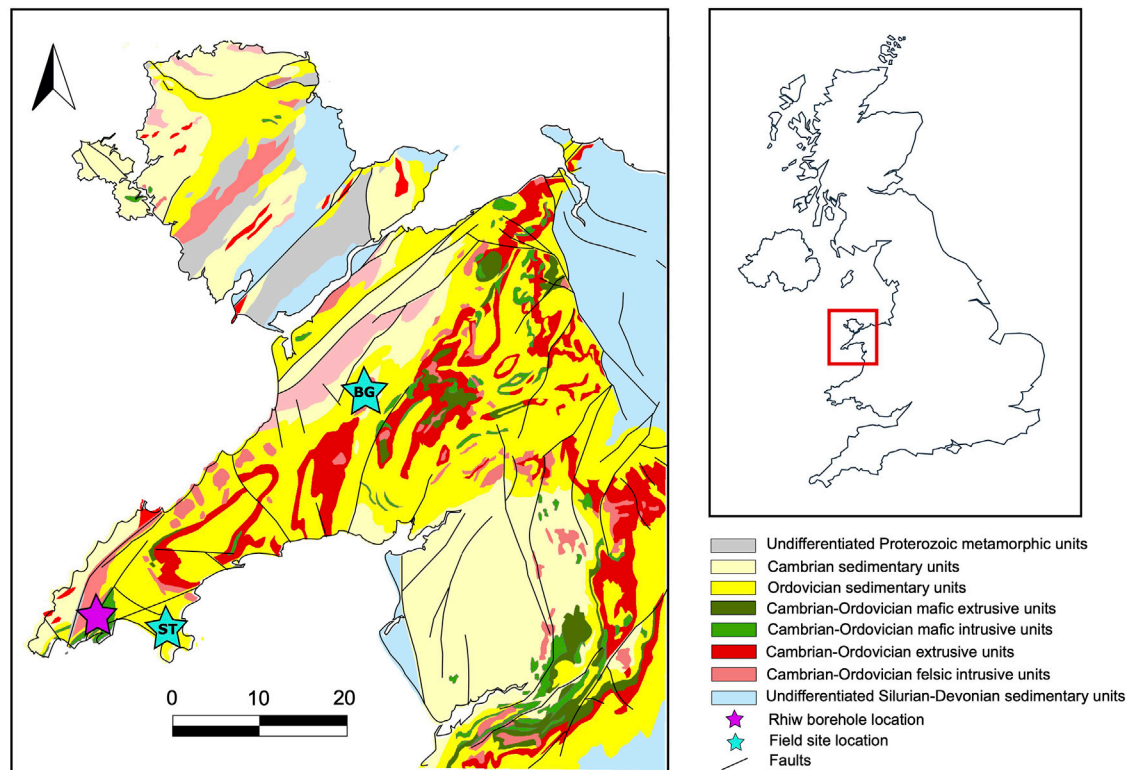 BG
ST
0 10 20
Undifferentiated Proterozoic metamorphic units
Cambrian sedimentary units
Ordovician sedimentary units
Cambrian-Ordovician mafic extrusive units
Cambrian-Ordovician mafic intrusive units
Cambrian-Ordovician extrusive units
Cambrian-Ordovician felsic intrusive units
Undifferentiated Silurian-Devonian sedimentary units
Rhiw borehole location
Field site location
Faults